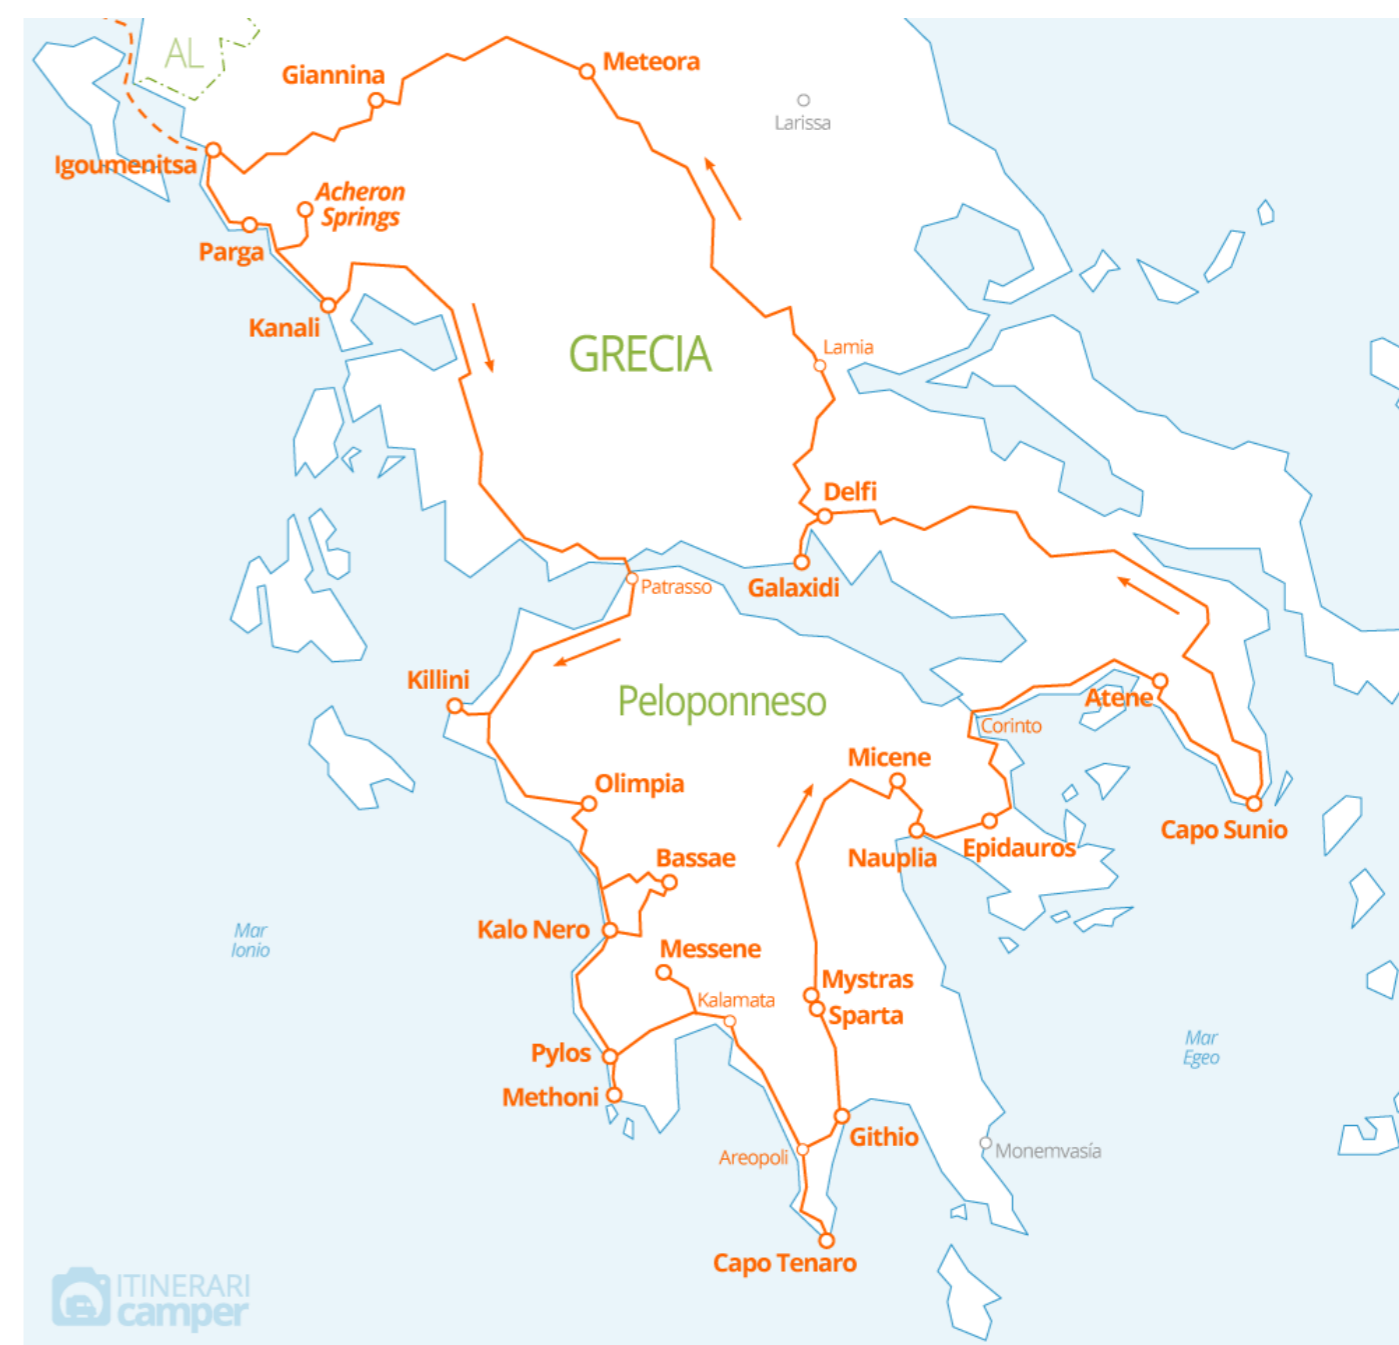 AL
Meteora
Giannina
Larissa
Igoumenitsa
Acheron
Springs
Parga
Kanali
GRECIA
Lamia
Delfi
Galaxidi
Patrasso
Killini
Peloponneso
Atene
Corinto
Micene
Olimpia
Capo Sunio
Nauplia
Epidauros
Bassae
Kalo Nero
Mar
Ionio
Messene
Mystras
Kalamata
Sparta
Mar
Egeo
Pylos
Methoni
Githio
Areopoli
Monemvasía
Capo Tenaro
ITINERARI
camper